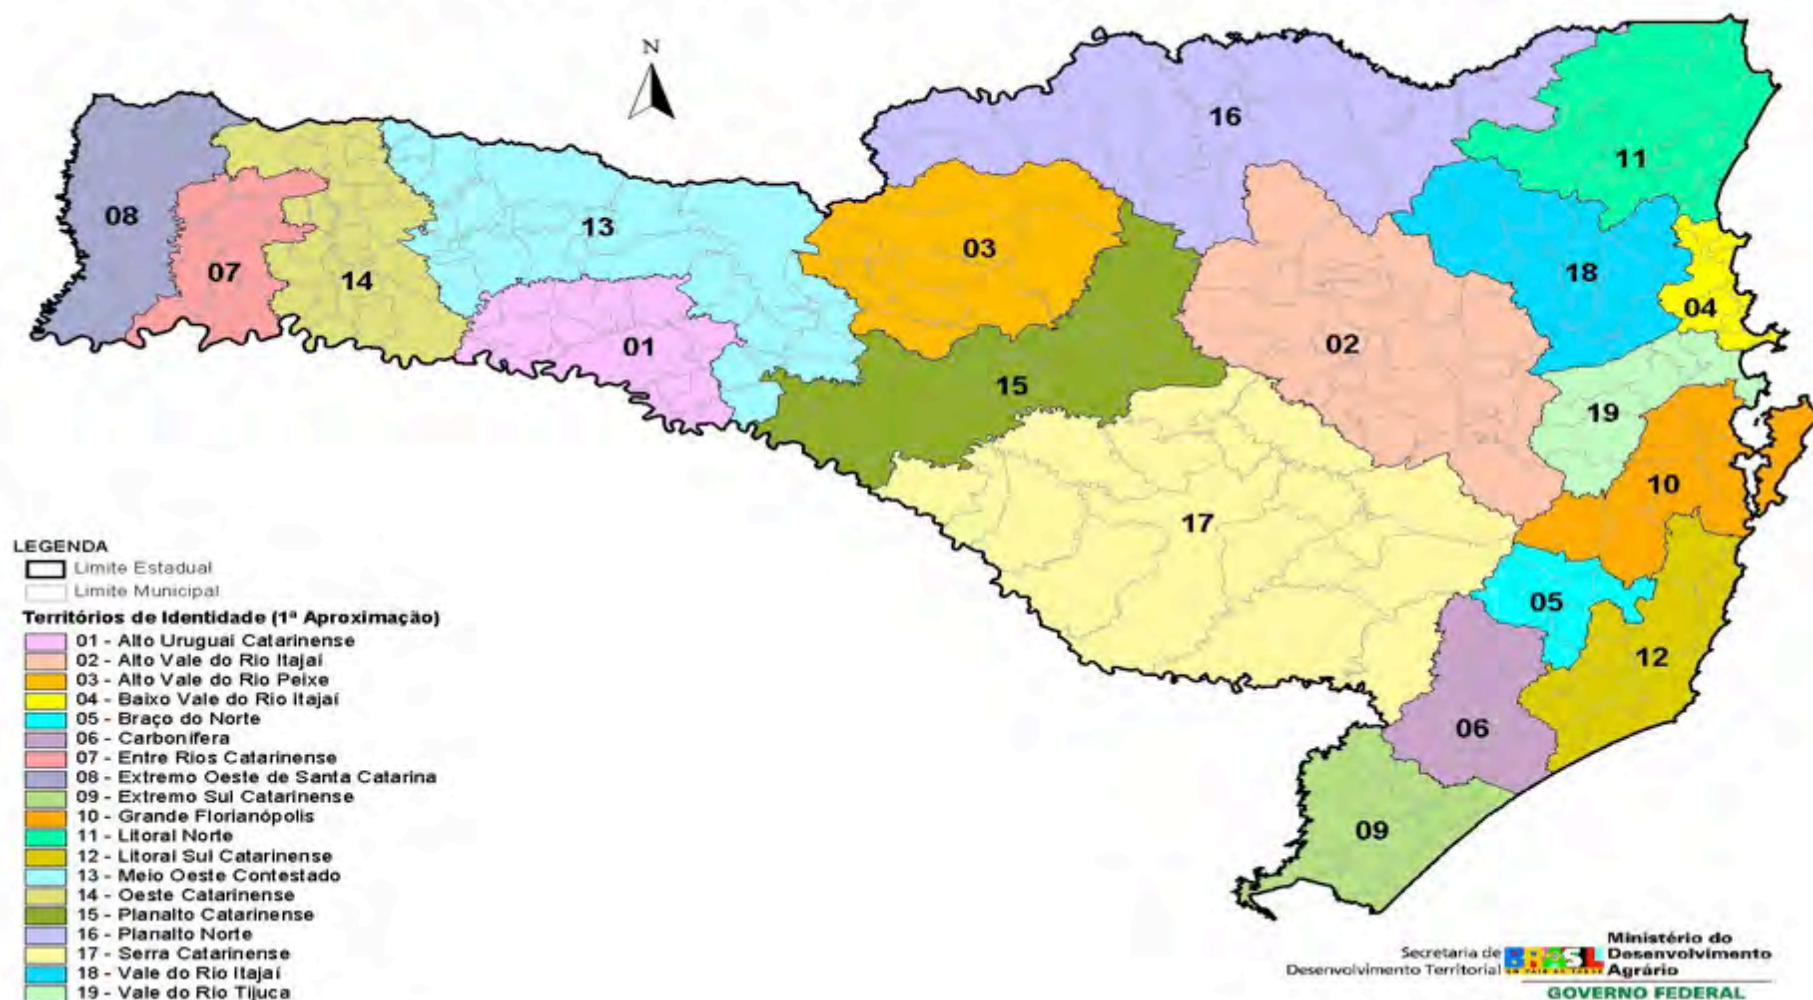 N
16
11
08
13
03
07
14
18
04
01
02
15
19
10
17
05
12
06
09
LEGENDA
Limite Estadual
Limite Municipal
Territórios de Identidade (1ª Aproximação)
01 - Alto Uruguai Catarinense
02 - Alto Vale do Rio Itajaí
03 - Alto Vale do Rio Peixe
04 - Baixo Vale do Rio Itajaí
05 - Braço do Norte
06 - Carbonífera
07 - Entre Rios Catarinense
08 - Extremo Oeste de Santa Catarina
09 - Extremo Sul Catarinense
10 - Grande Florianópolis
11 - Litoral Norte
12 - Litoral Sul Catarinense
13 - Meio Oeste Contestado
14 - Oeste Catarinense
15 - Planalto Catarinense
16 - Planalto Norte
17 - Serra Catarinense
18 - Vale do Rio Itajaí
19 - Vale do Rio Tijuca
Secretaria de
Desenvolvimento Territorial
BRASIL
Ministério do
Desenvolvimento
Agrário
GOVERNO FEDERAL